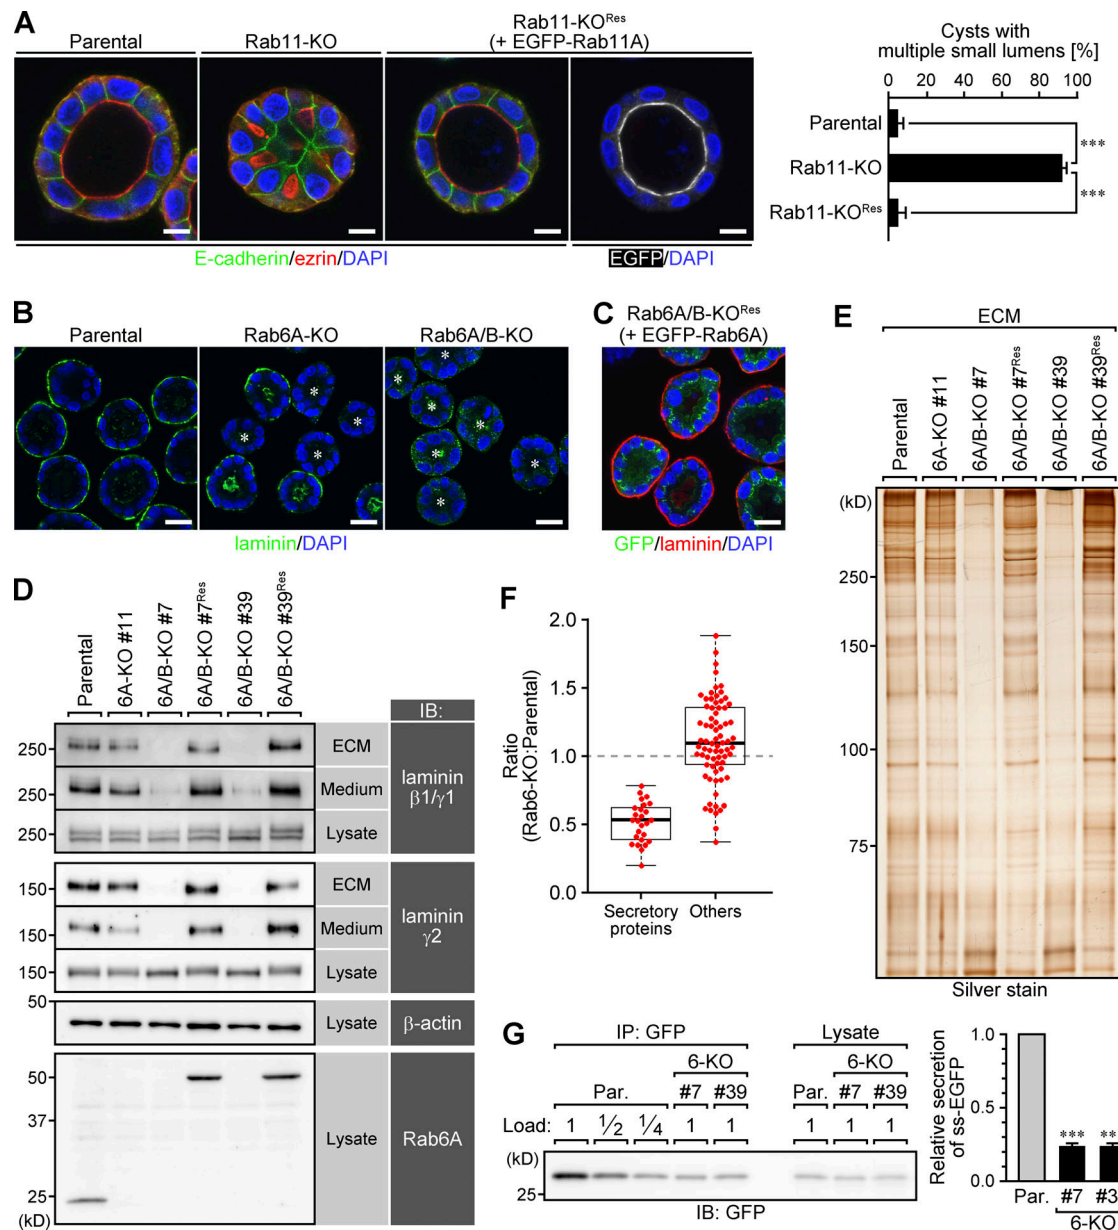 A
Parental
Rab11-KO
Rab11-KO^Res
(+ EGFP-Rab11A)
E-cadherin/ezrin/DAPI
EGFP/DAPI
Cysts with
multiple small lumens [%]
0 20 40 60 80 100
Parental
Rab11-KO
Rab11-KO^Res
***
***
B
Parental
Rab6A-KO
Rab6A/B-KO
* * * * *
* * * * * * *
laminin/DAPI
C
Rab6A/B-KO^Res
(+ EGFP-Rab6A)
GFP/laminin/DAPI
D
Parental
6A-KO #11
6A/B-KO #7
6A/B-KO #7^Res
6A/B-KO #39
6A/B-KO #39^Res
IB:
250 ECM
250 Medium
250 Lysate
laminin
β1/γ1
150 ECM
150 Medium
150 Lysate
laminin
γ2
50
Lysate
β-actin
50
37
25
(kD)
Lysate
Rab6A
E
ECM
Parental
6A-KO #11
6A/B-KO #7
6A/B-KO #7^Res
6A/B-KO #39
6A/B-KO #39^Res
(kD)
250
150
100
75
Silver stain
F
Ratio
(Rab6-KO:Parental)
2.0
1.5
1.0
0.5
0.0
Secretory
proteins
Others
G
IP: GFP
Lysate
6-KO
6-KO
Par.
#7
#39
Par.
#7
#39
Load: 1 ½ ¼ 1 1 1 1 1
(kD)
25
IB: GFP
Relative secretion
of ss-EGFP
1.0
0.5
0
***
**
Par.
#7
#3
6-KO